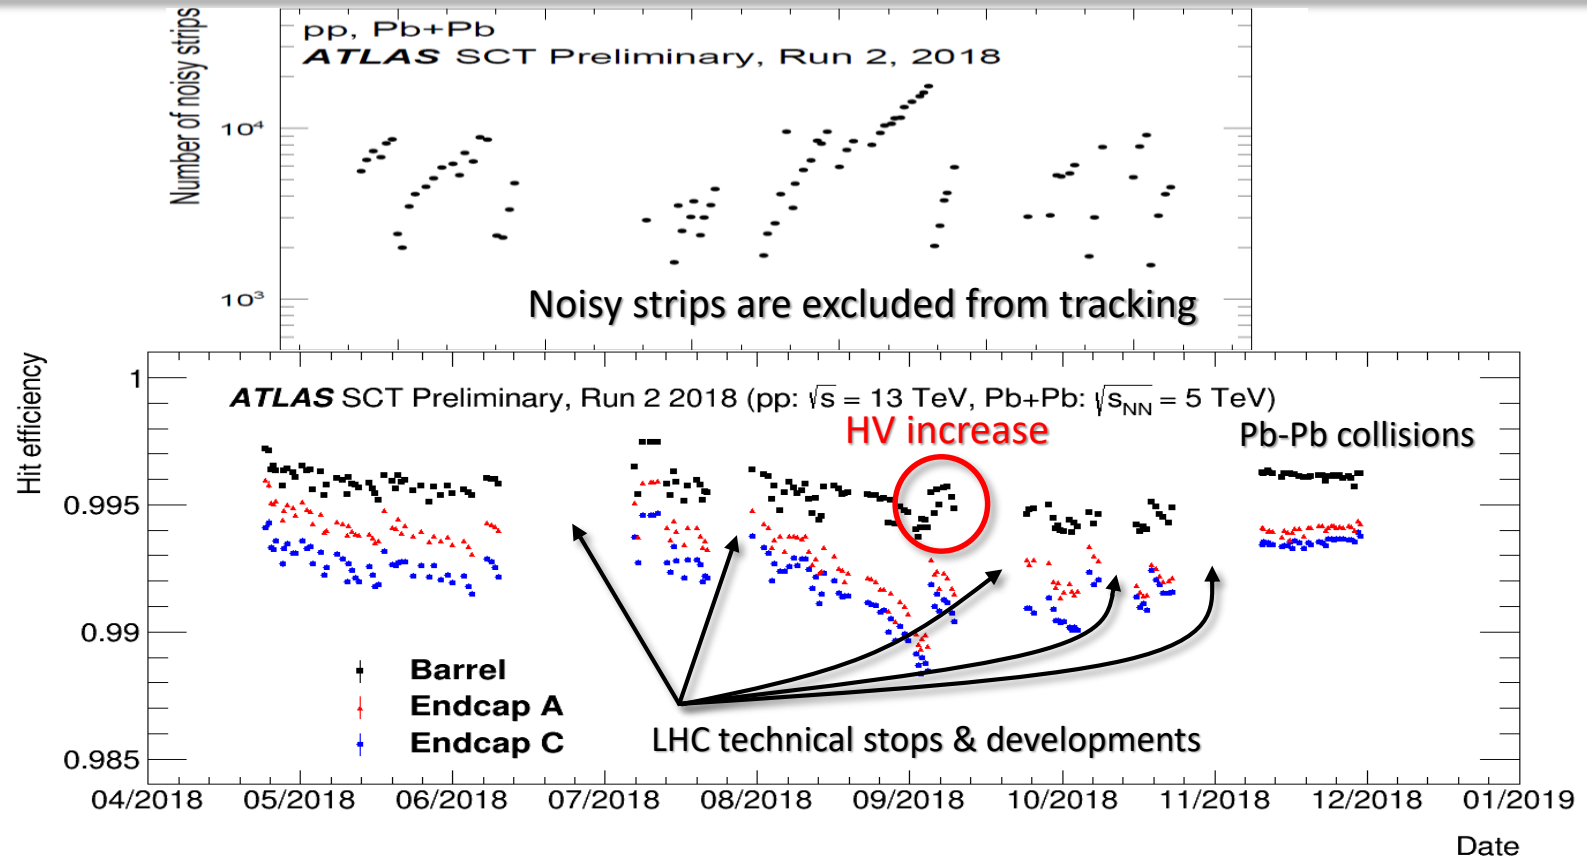 pp, Pb+Pb
ATLAS SCT Preliminary, Run 2, 2018
Number of noisy strips
10⁴
10³
Noisy strips are excluded from tracking
Hit efficiency
1
0.995
0.99
0.985
ATLAS SCT Preliminary, Run 2 2018 (pp: √s = 13 TeV, Pb+Pb: √sNN = 5 TeV)
HV increase
Pb-Pb collisions
Barrel
Endcap A
Endcap C
LHC technical stops & developments
04/2018 05/2018 06/2018 07/2018 08/2018 09/2018 10/2018 11/2018 12/2018 01/2019
Date